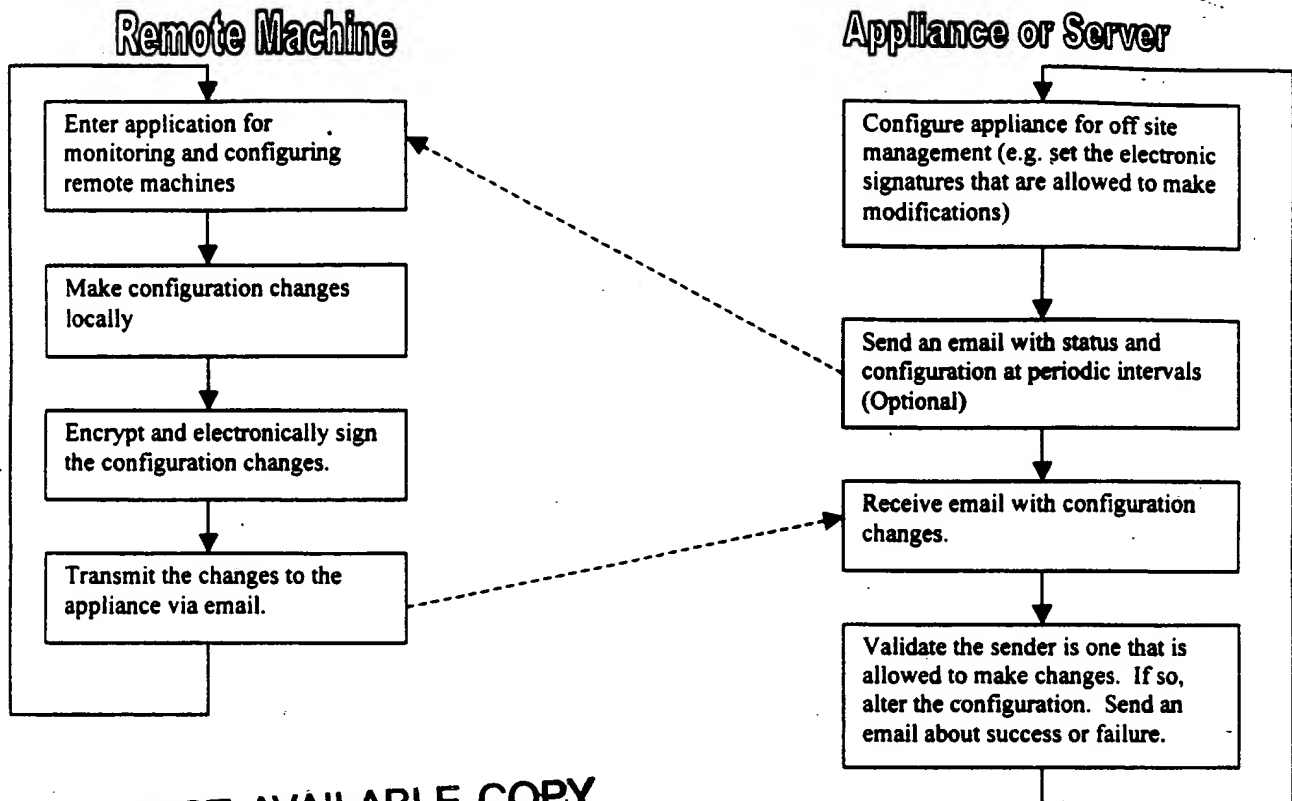 Remote Machine
Enter application for
monitoring and configuring
remote machines
Make configuration changes
locally
Encrypt and electronically sign
the configuration changes.
Transmit the changes to the
appliance via email.
Appliance or Server
Configure appliance for off site
management (e.g. set the electronic
signatures that are allowed to make
modifications)
Send an email with status and
configuration at periodic intervals
(Optional)
Receive email with configuration
changes.
Validate the sender is one that is
allowed to make changes. If so,
alter the configuration. Send an
email about success or failure.
AVAILABLE COPY